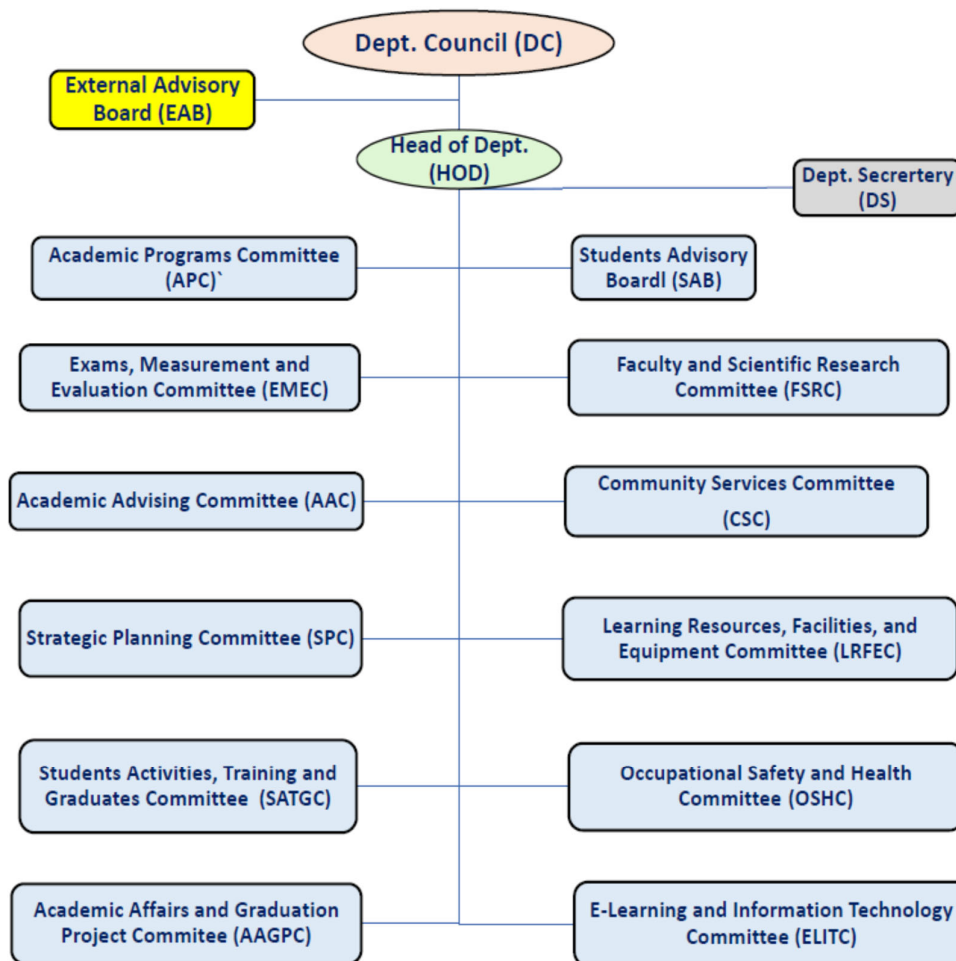 Dept. Council (DC)
External Advisory
Board (EAB)
Head of Dept.
(HOD)
Dept. Secrertery
(DS)
Academic Programs Committee
(APC)`
Students Advisory
Boardl (SAB)
Exams, Measurement and
Evaluation Committee (EMEC)
Faculty and Scientific Research
Committee (FSRC)
Academic Advising Committee (AAC)
Community Services Committee
(CSC)
Strategic Planning Committee (SPC)
Learning Resources, Facilities, and
Equipment Committee (LRFEC)
Students Activities, Training and
Graduates Committee (SATGC)
Occupational Safety and Health
Committee (OSHC)
Academic Affairs and Graduation
Project Commitee (AAGPC)
E-Learning and Information Technology
Committee (ELITC)